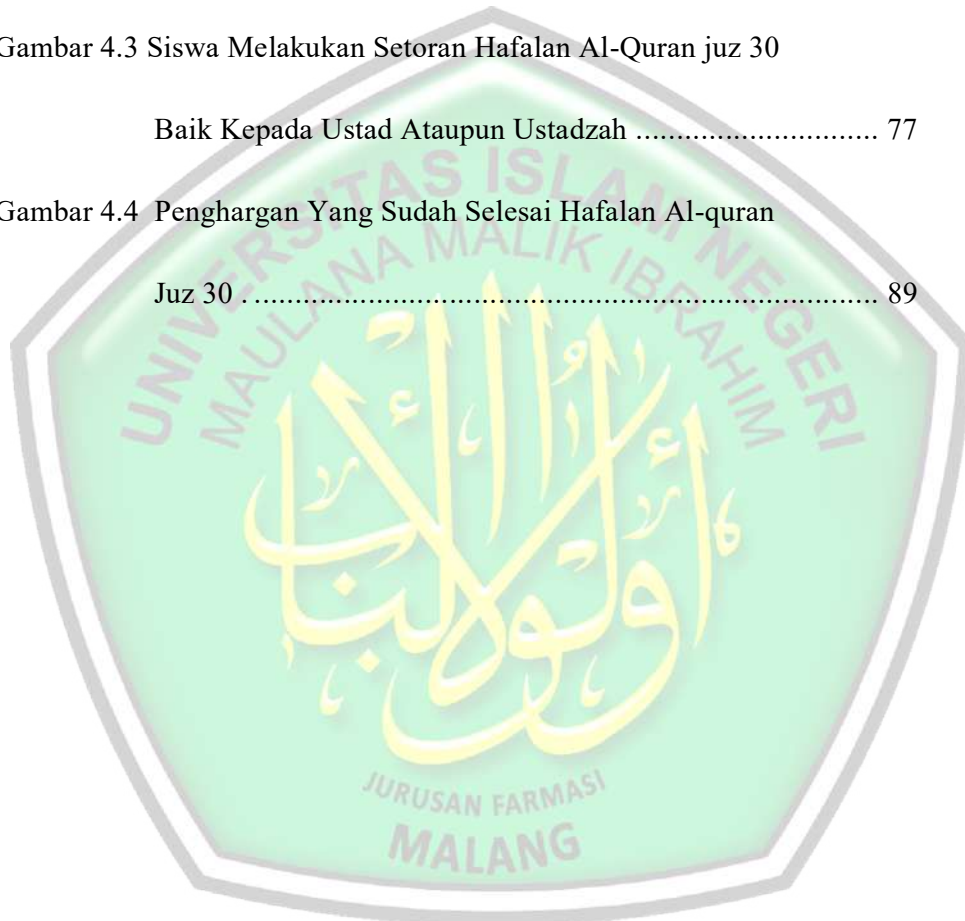 Gambar 4.3 Siswa Melakukan Setoran Hafalan Al-Quran juz 30
Baik Kepada Ustad Ataupun Ustadzah .............................. 77
Gambar 4.4 Penghargan Yang Sudah Selesai Hafalan Al-quran
Juz 30 . ............................................................................. 89
UNIVERSITAS ISLAM NEGERI
MAULANA MALIK IBRAHIM
أولو الألباب
JURUSAN FARMASI
MALANG